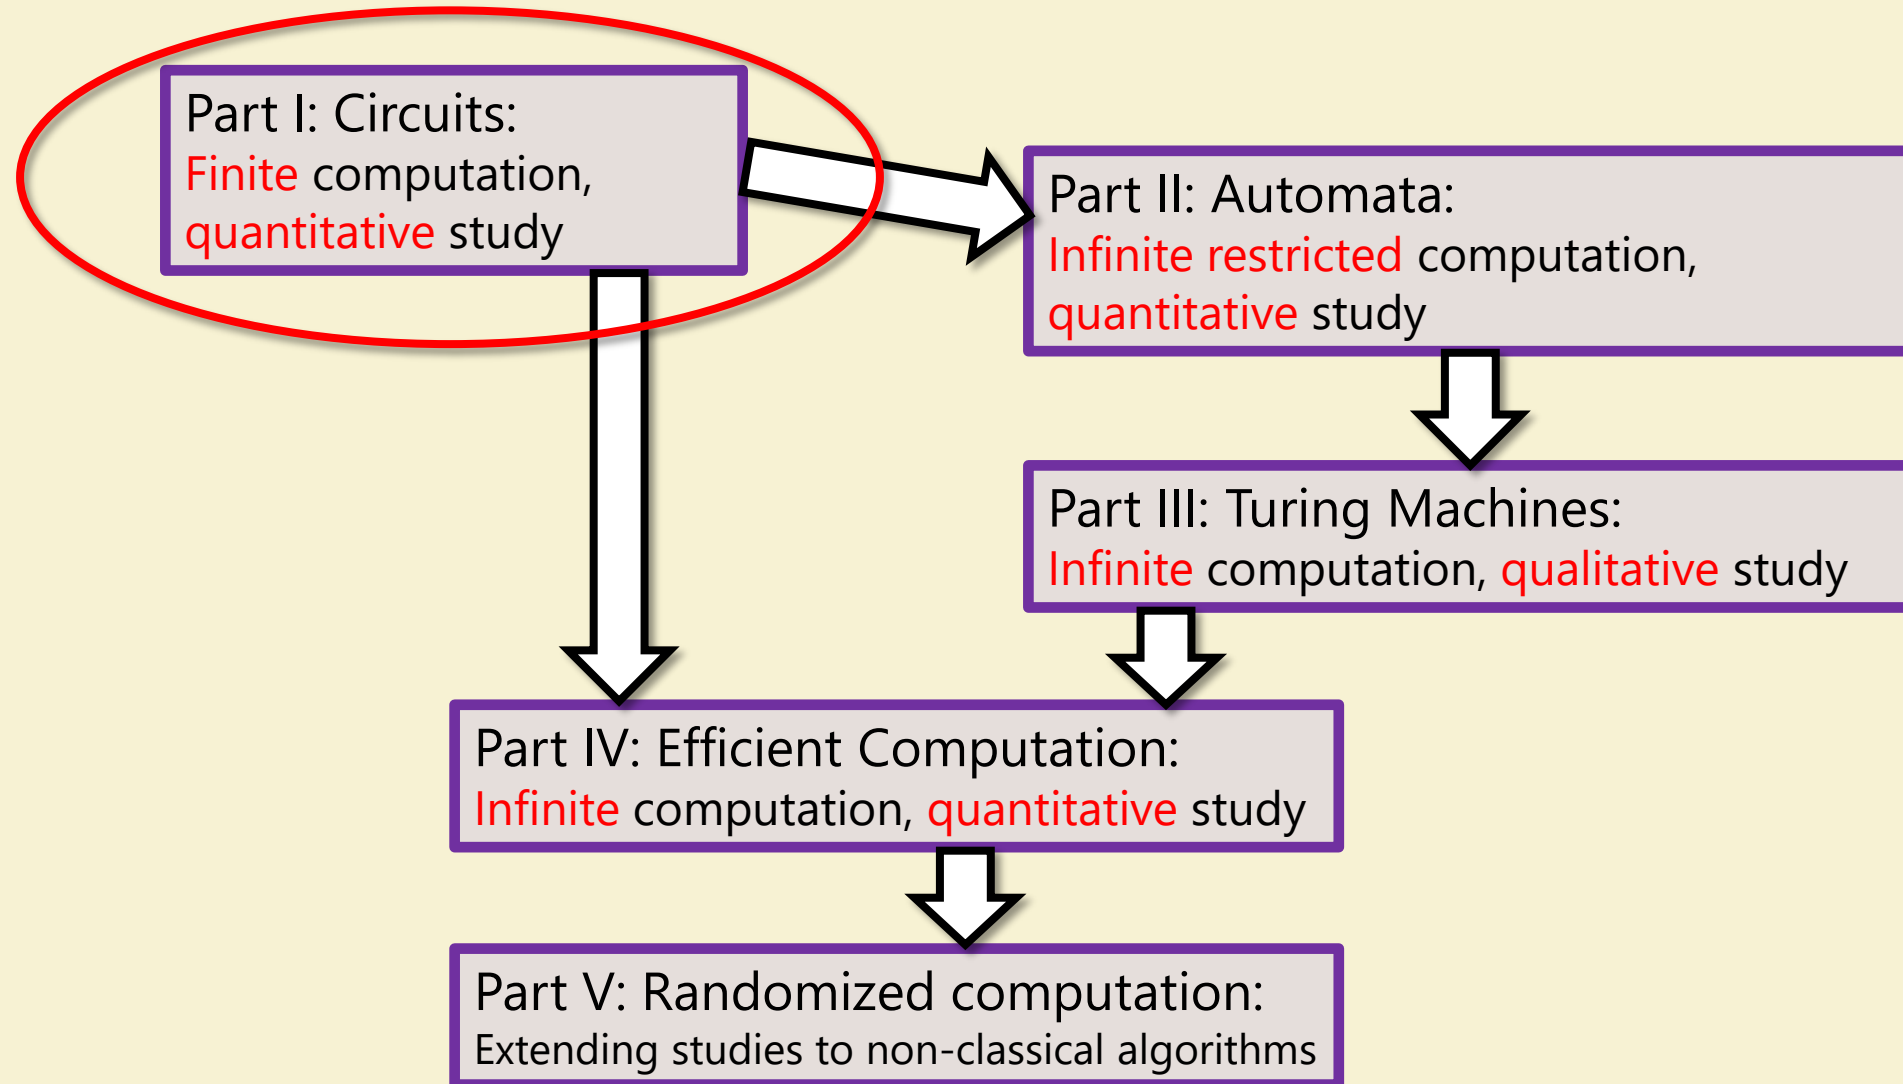 Part I: Circuits:
Finite computation,
quantitative study
Part II: Automata:
Infinite restricted computation,
quantitative study
Part III: Turing Machines:
Infinite computation, qualitative study
Part IV: Efficient Computation:
Infinite computation, quantitative study
Part V: Randomized computation:
Extending studies to non-classical algorithms